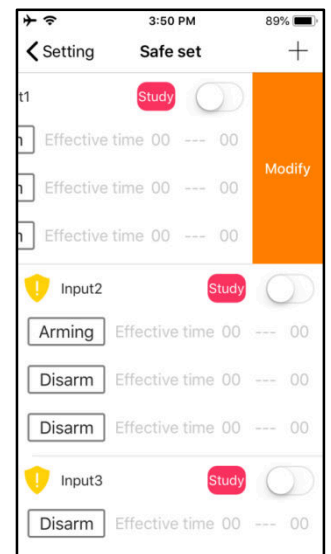 3:50 PM 89%
Setting Safe set
t1 Study
Effective time 00 --- 00
Modify
Effective time 00 --- 00
Effective time 00 --- 00
Input2 Study
Arming Effective time 00 --- 00
Disarm Effective time 00 --- 00
Disarm Effective time 00 --- 00
Input3 Study
Disarm Effective time 00 --- 00